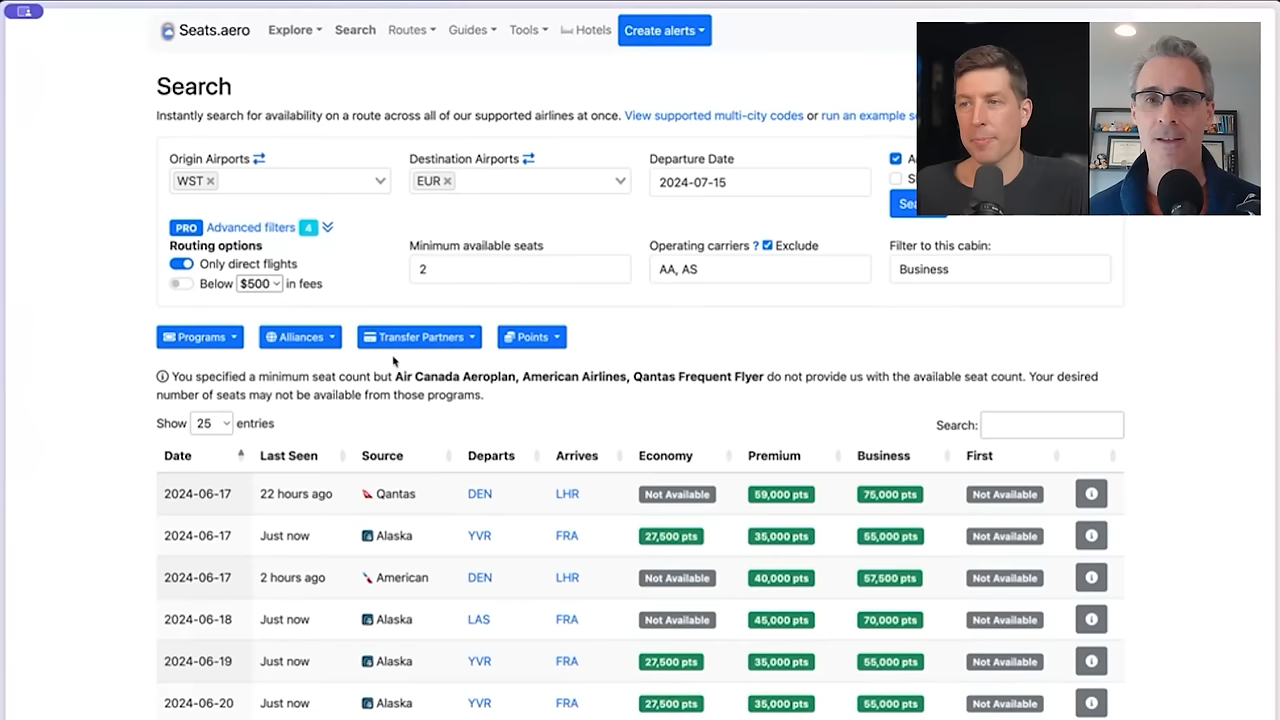 Seats.aero Explore Search Routes Guides Tools Hotels Create alerts
Search
Instantly search for availability on a route across all of our supported airlines at once. View supported multi-city codes or run an example
Origin Airports Destination Airports Departure Date
WST × EUR × 2024-07-15
PRO Advanced filters 4
Routing options Minimum available seats Operating carriers ? Exclude Filter to this cabin:
Only direct flights 2 AA, AS Business
Below $500 in fees
Programs Alliances Transfer Partners Points
You specified a minimum seat count but Air Canada Aeroplan, American Airlines, Qantas Frequent Flyer do not provide us with the available seat count. Your desired
number of seats may not be available from those programs.
Show 25 entries Search:
Date Last Seen Source Departs Arrives Economy Premium Business First
2024-06-17 22 hours ago Qantas DEN LHR Not Available 59,000 pts 75,000 pts Not Available
2024-06-17 Just now Alaska YVR FRA 27,500 pts 35,000 pts 55,000 pts Not Available
2024-06-17 2 hours ago American DEN LHR Not Available 40,000 pts 57,500 pts Not Available
2024-06-18 Just now Alaska LAS FRA Not Available 45,000 pts 70,000 pts Not Available
2024-06-19 Just now Alaska YVR FRA 27,500 pts 35,000 pts 55,000 pts Not Available
2024-06-20 Just now Alaska YVR FRA 27,500 pts 35,000 pts 55,000 pts Not Available